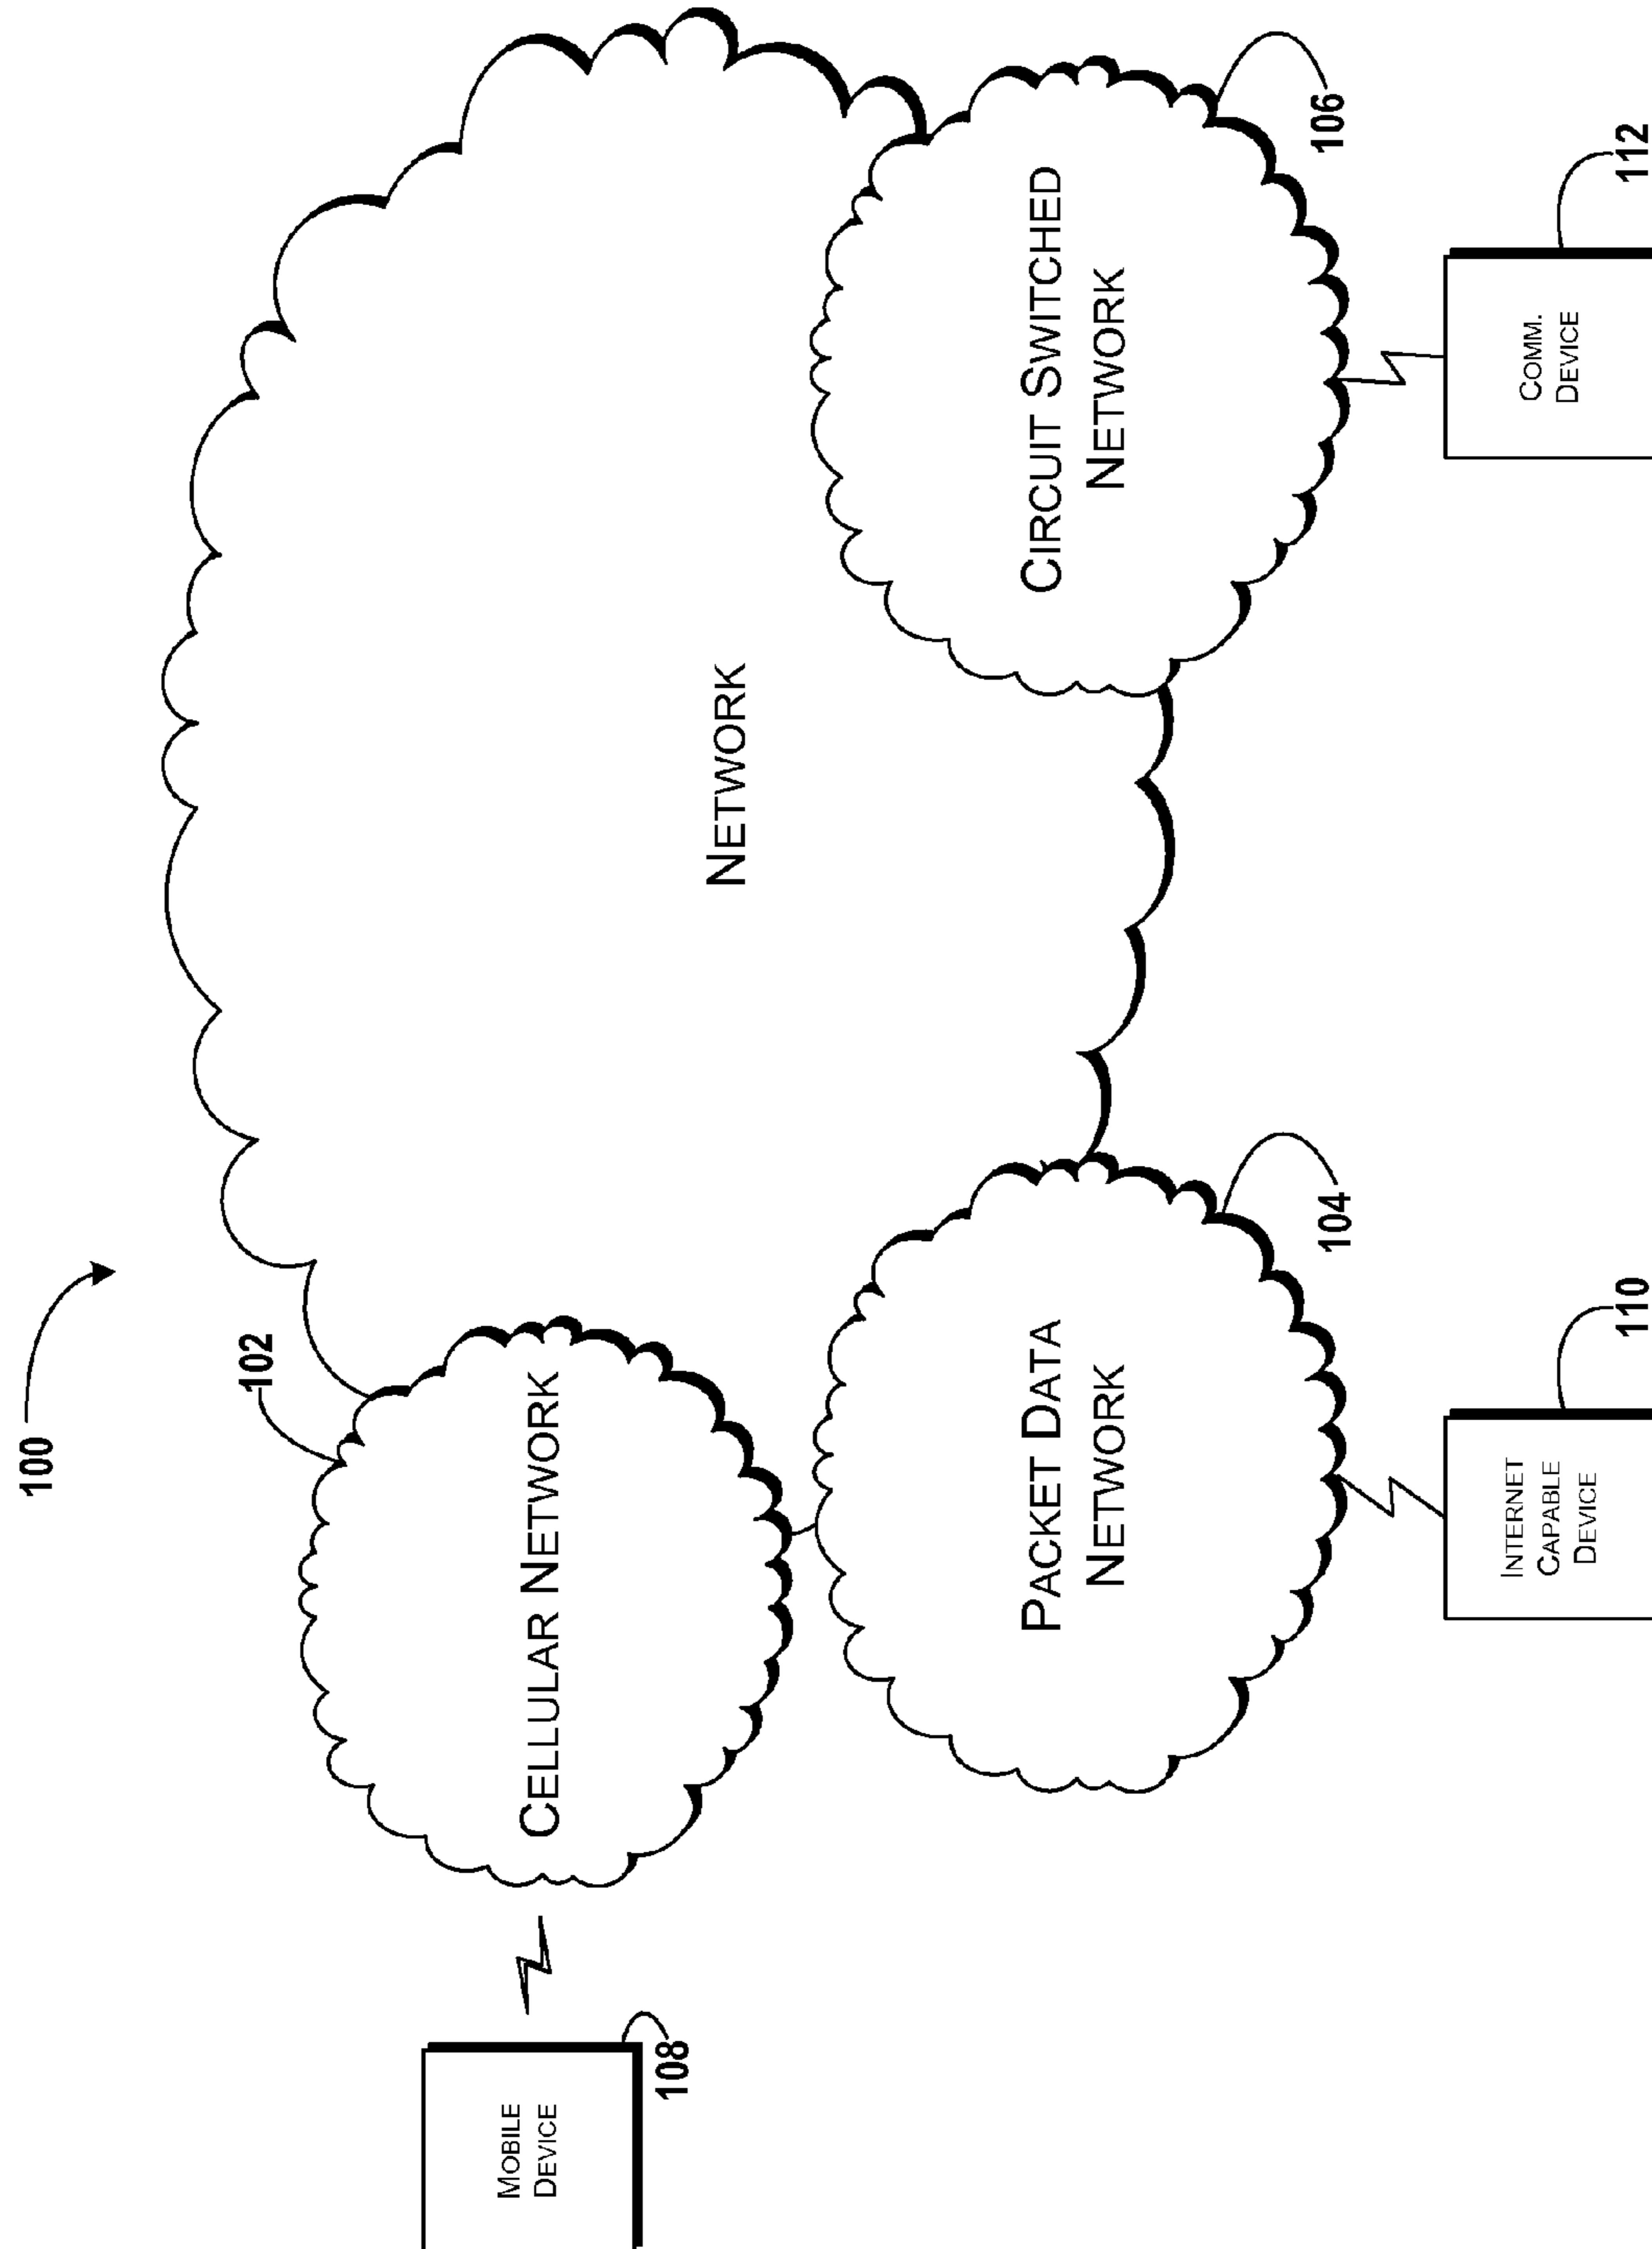 100
NETWORK
102
CELLULAR NETWORK
MOBILE
DEVICE
108
PACKET DATA
NETWORK
104
CIRCUIT SWITCHED
NETWORK
106
INTERNET
CAPABLE
DEVICE
110
COMM.
DEVICE
112